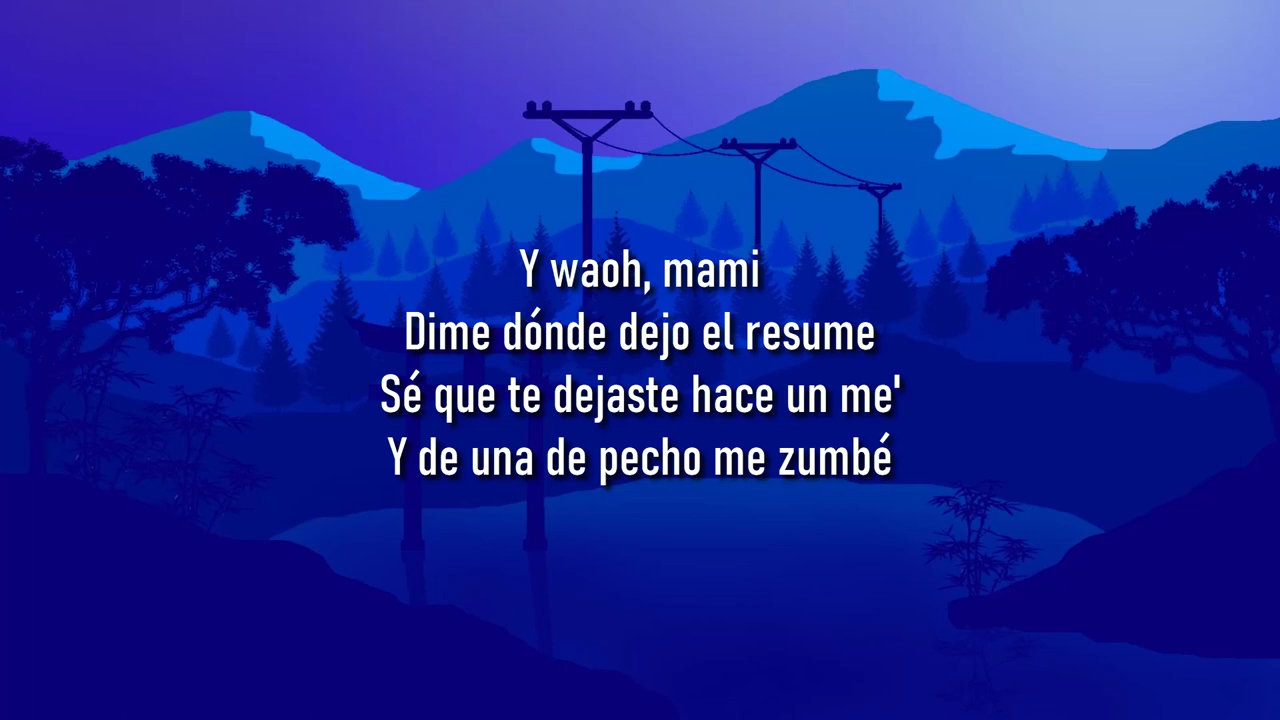 Y waoh, mami
Dime dónde dejo el resume
Sé que te dejaste hace un me'
Y de una de pecho me zumbé